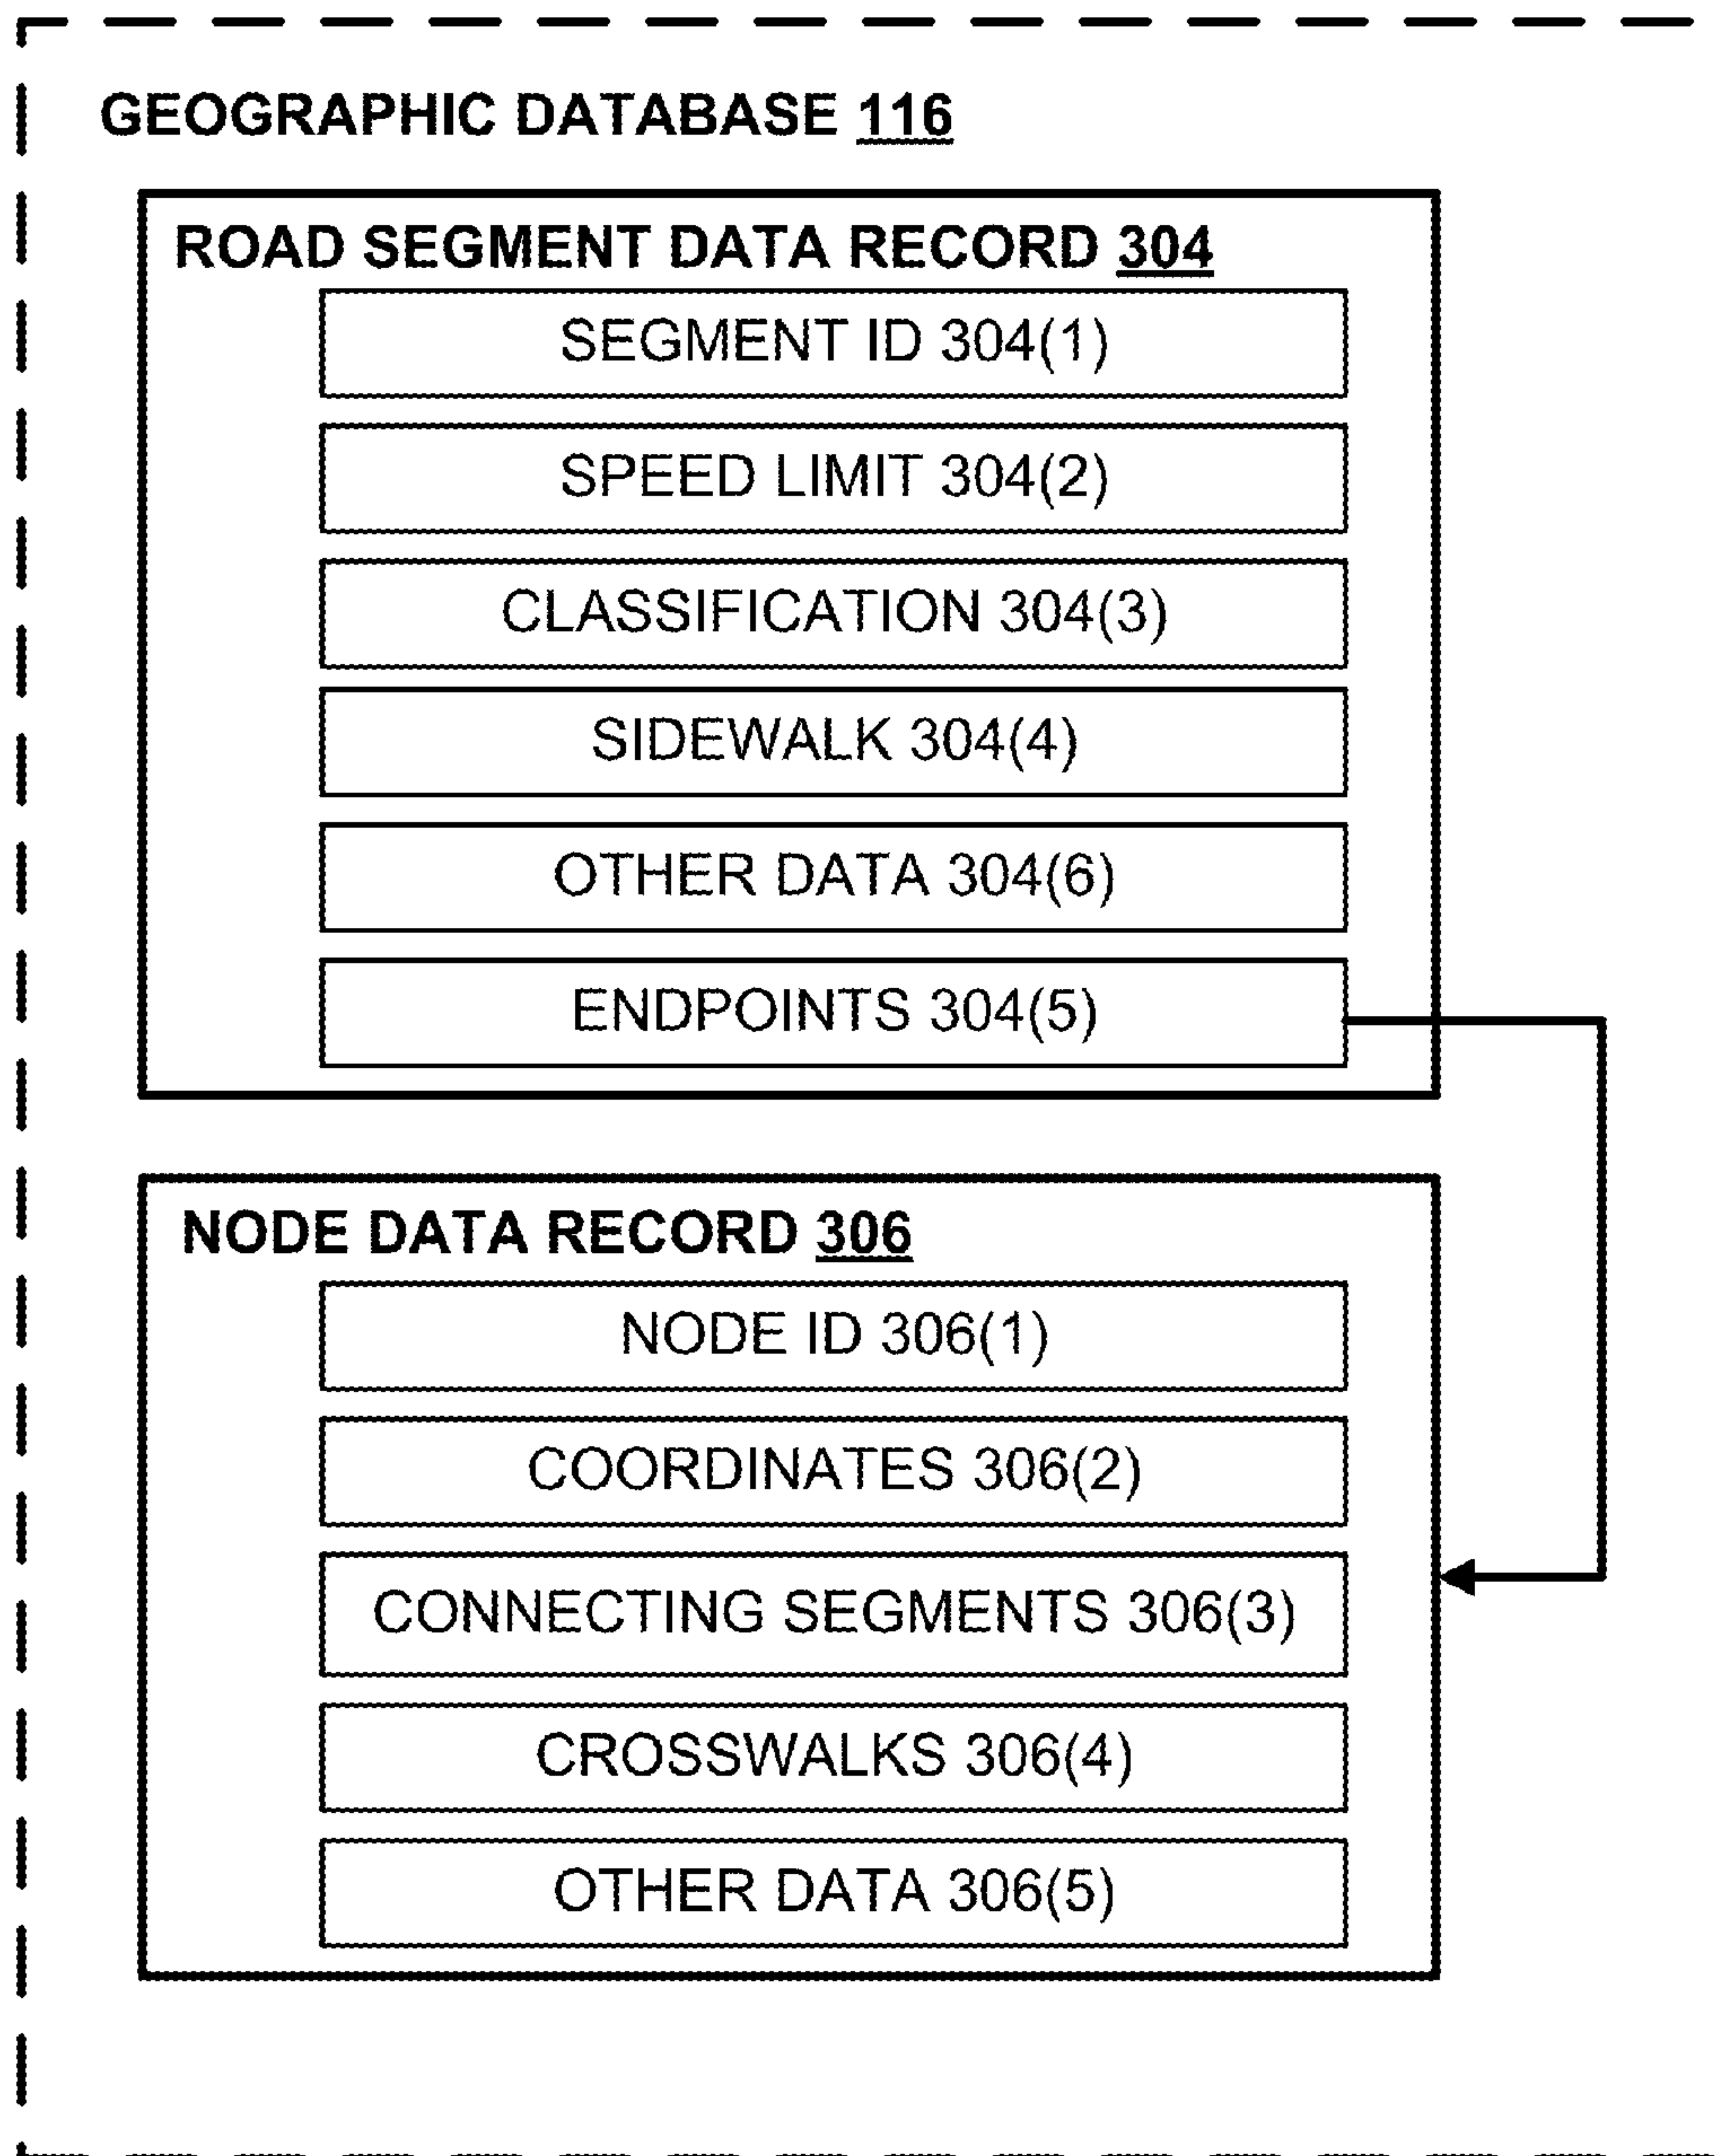 GEOGRAPHIC DATABASE 116
ROAD SEGMENT DATA RECORD 304
SEGMENT ID 304(1)
SPEED LIMIT 304(2)
CLASSIFICATION 304(3)
SIDEWALK 304(4)
OTHER DATA 304(6)
ENDPOINTS 304(5)
NODE DATA RECORD 306
NODE ID 306(1)
COORDINATES 306(2)
CONNECTING SEGMENTS 306(3)
CROSSWALKS 306(4)
OTHER DATA 306(5)